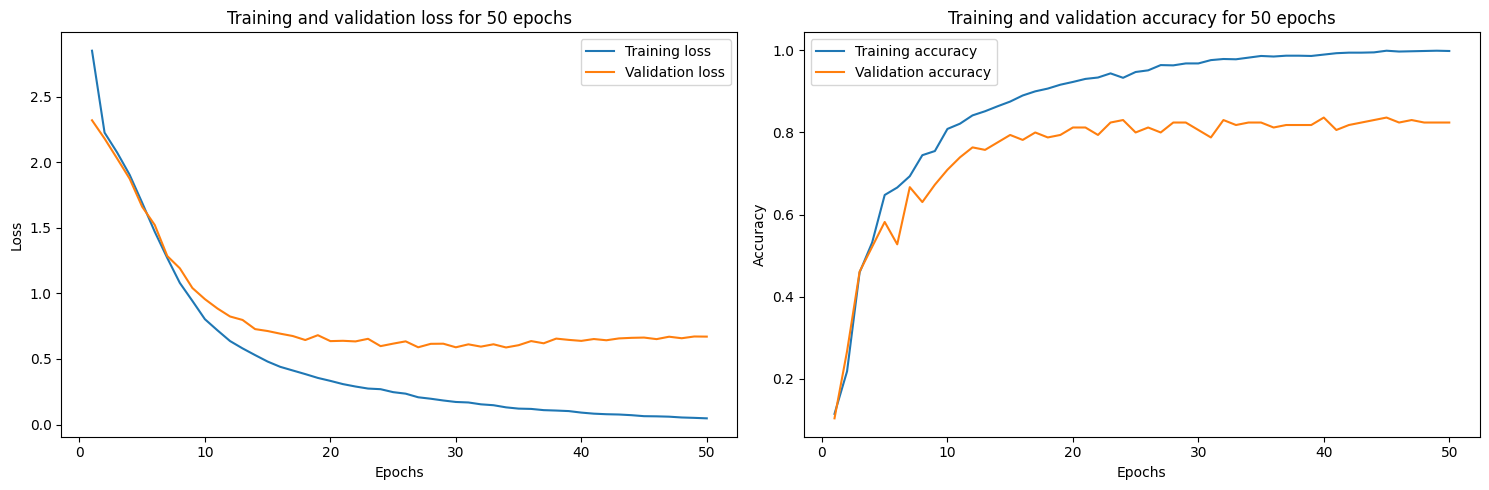 Training and validation loss for 50 epochs
Training loss
Validation loss
2.5
2.0
1.5
1.0
0.5
0.0
Loss
0 10 20 30 40 50
Epochs
Training and validation accuracy for 50 epochs
Training accuracy
Validation accuracy
1.0
0.8
0.6
0.4
0.2
Accuracy
0 10 20 30 40 50
Epochs